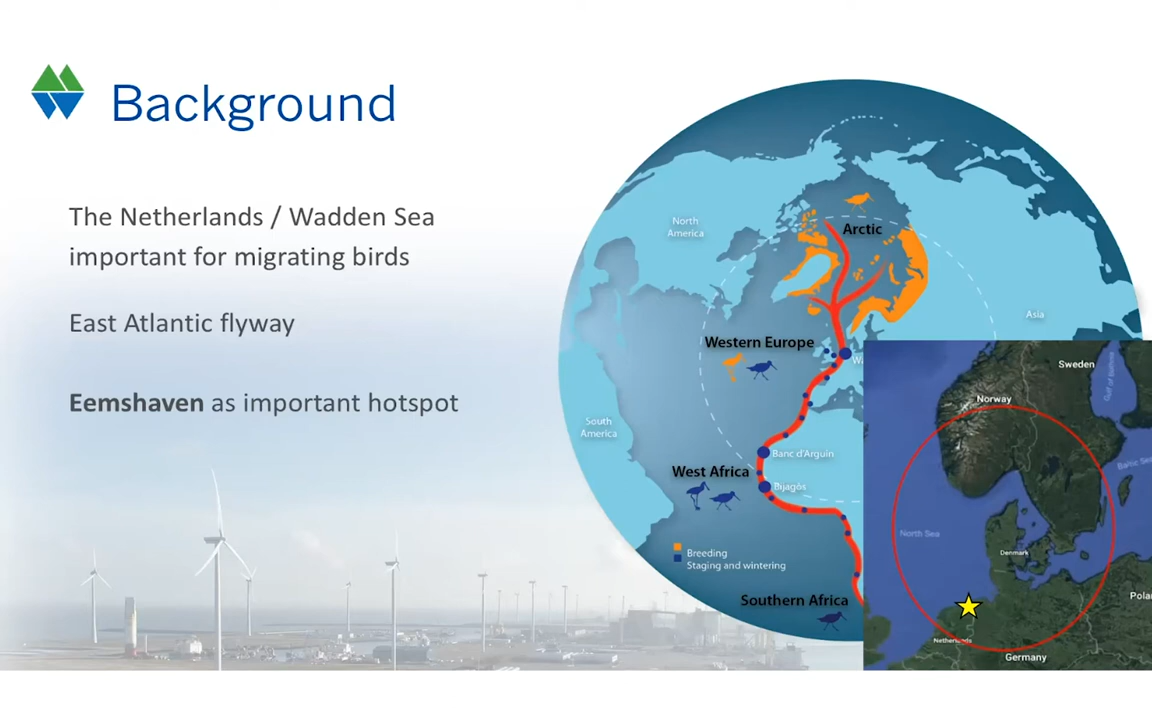 Background
The Netherlands / Wadden Sea
important for migrating birds
East Atlantic flyway
Eemshaven as important hotspot
North
America
Arctic
Asia
Western Europe
South
America
Banc d'Arguin
West Africa
Bijagós
Breeding
Staging and wintering
Southern Africa
Sweden
Norway
North Sea
Denmark
Netherlands
Germany